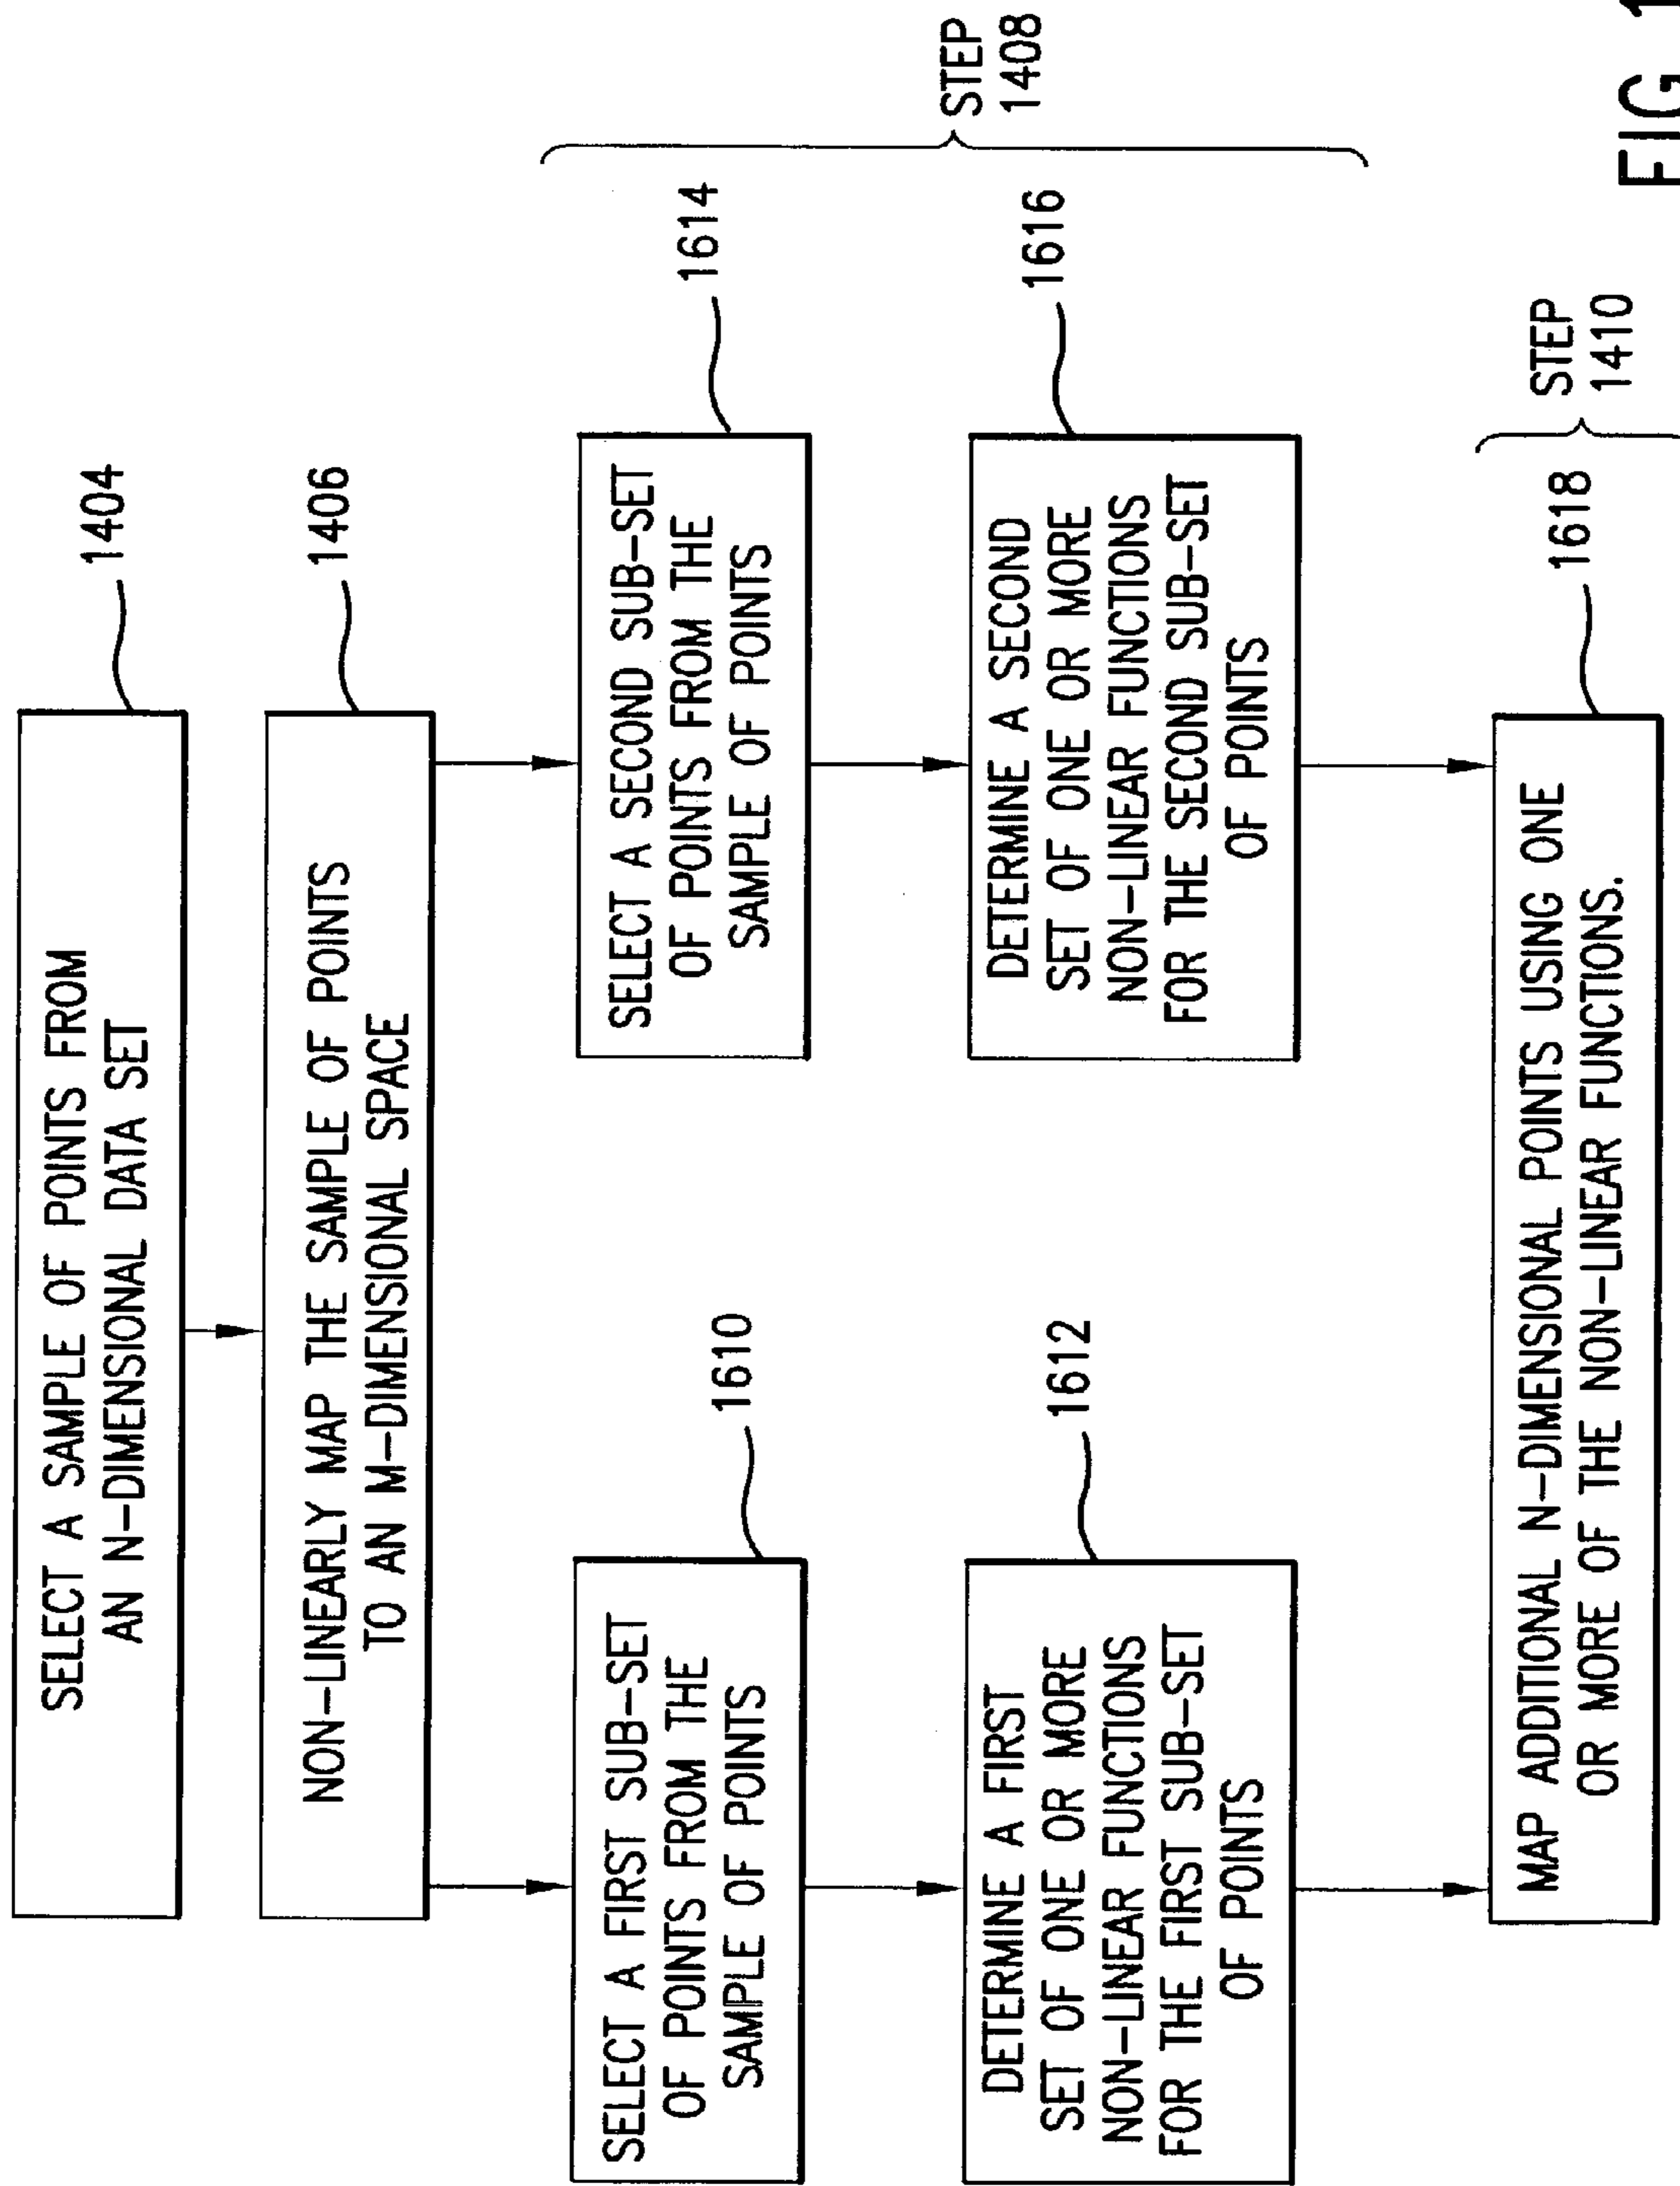 SELECT A SAMPLE OF POINTS FROM
AN N-DIMENSIONAL DATA SET
1404
NON-LINEARLY MAP THE SAMPLE OF POINTS
TO AN M-DIMENSIONAL SPACE
1406
SELECT A FIRST SUB-SET
OF POINTS FROM THE
SAMPLE OF POINTS
1610
SELECT A SECOND SUB-SET
OF POINTS FROM THE
SAMPLE OF POINTS
1614
DETERMINE A FIRST
SET OF ONE OR MORE
NON-LINEAR FUNCTIONS
FOR THE FIRST SUB-SET
OF POINTS
1612
DETERMINE A SECOND
SET OF ONE OR MORE
NON-LINEAR FUNCTIONS
FOR THE SECOND SUB-SET
OF POINTS
1616
STEP
1408
MAP ADDITIONAL N-DIMENSIONAL POINTS USING ONE
OR MORE OF THE NON-LINEAR FUNCTIONS.
1618
STEP
1410
FIG